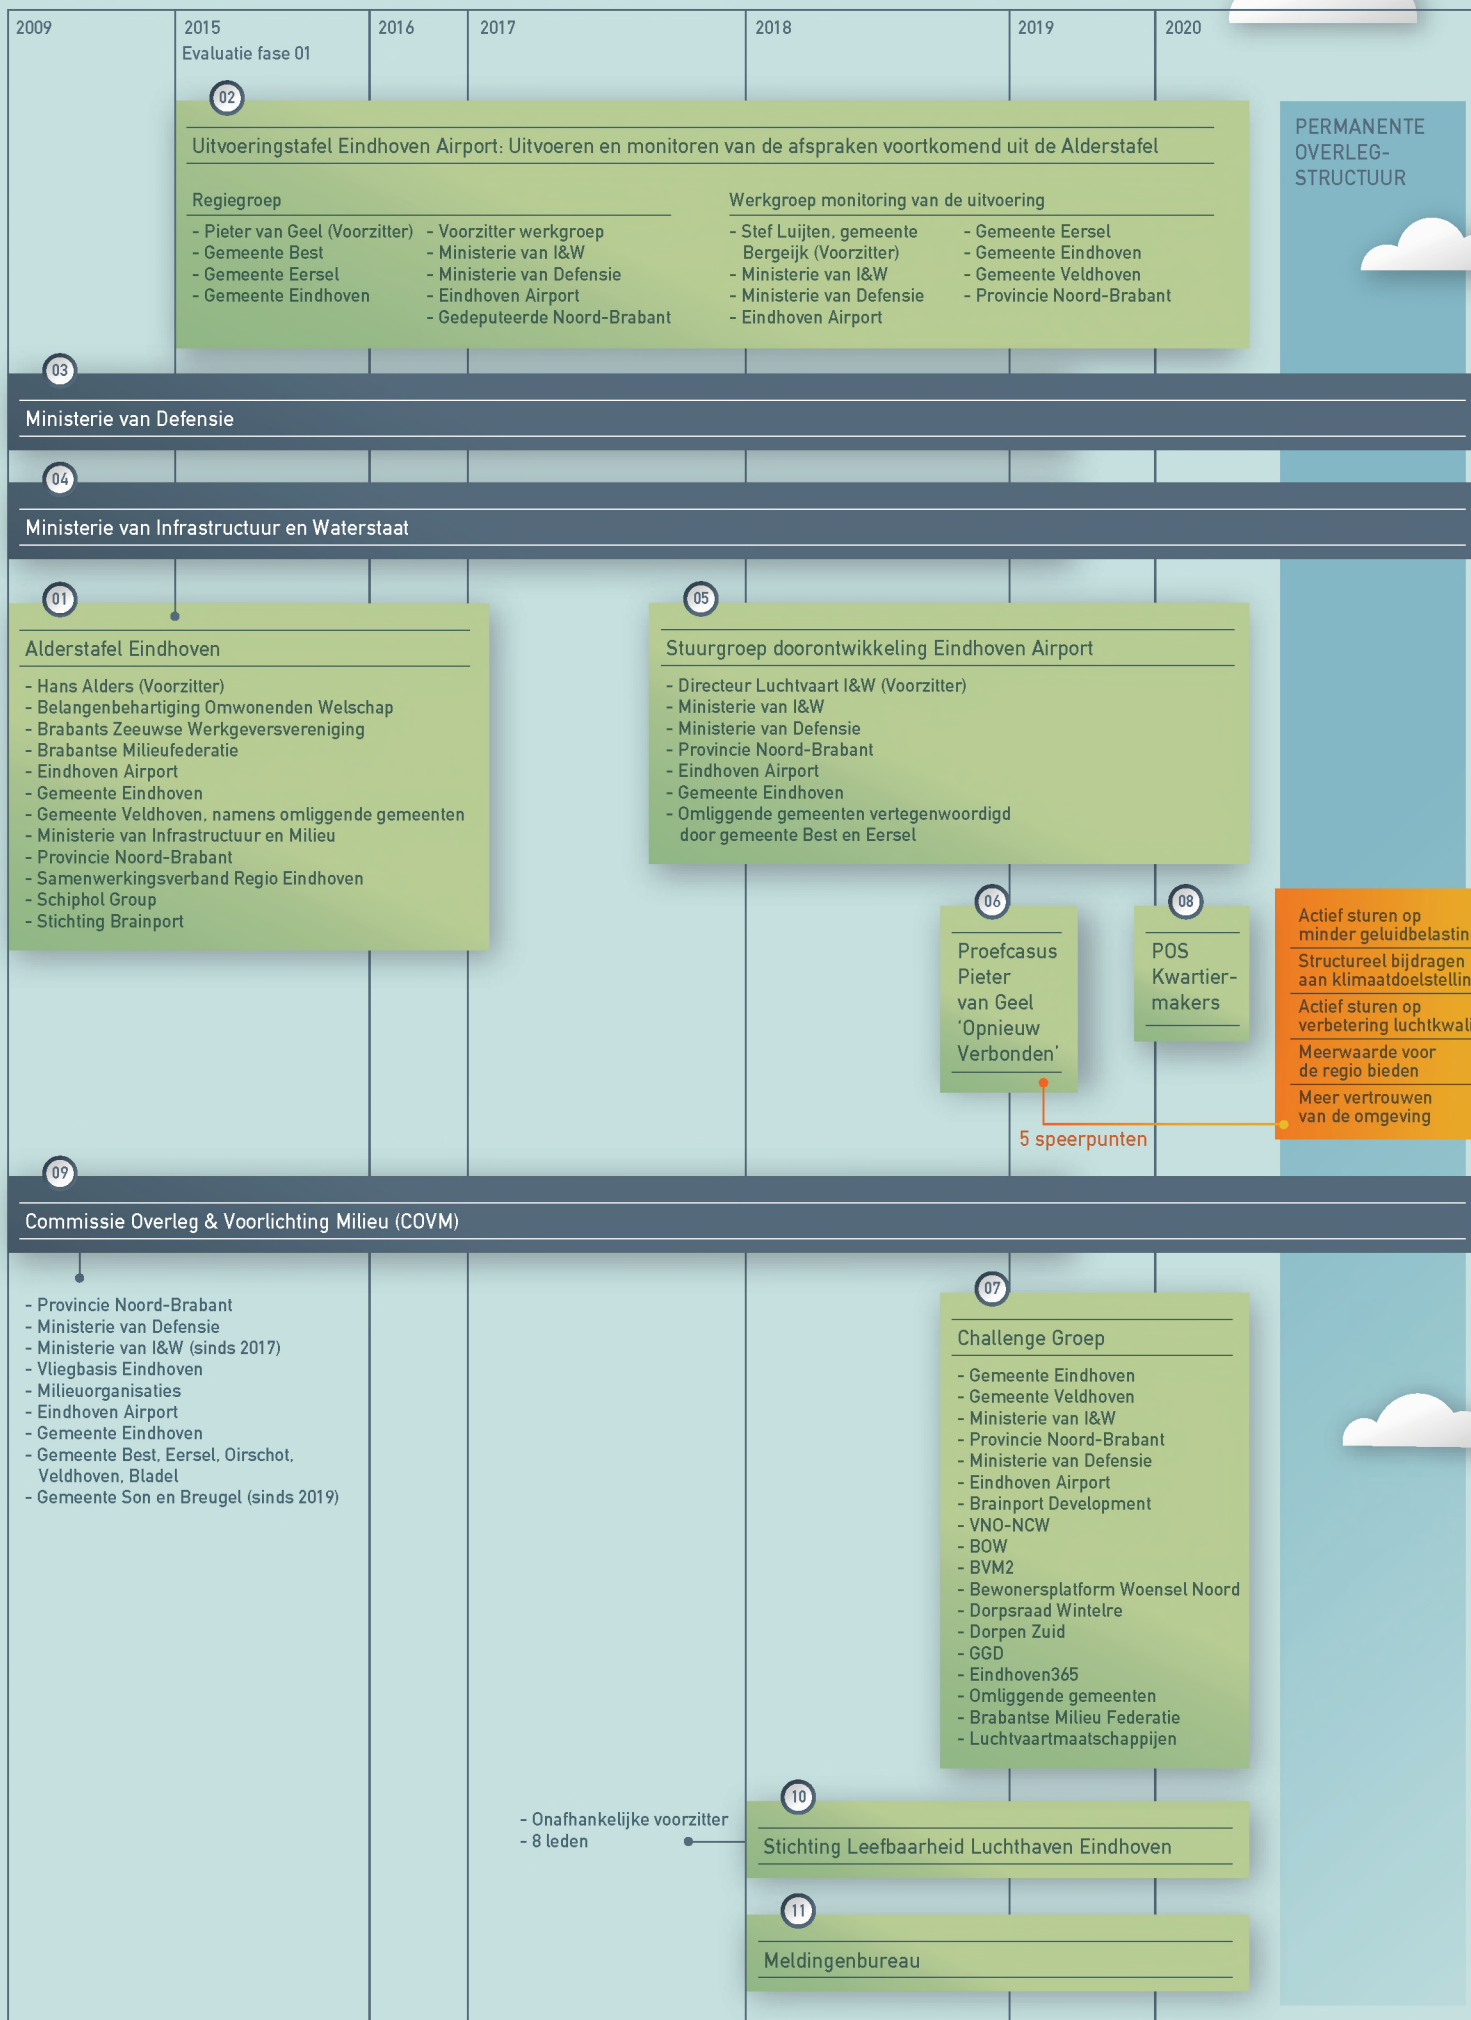 2009
2015
Evaluatie fase 01
2016
2017
2018
2019
2020
02
Uitvoeringstafel Eindhoven Airport: Uitvoeren en monitoren van de afspraken voortkomend uit de Alderstafel
Regiegroep
- Pieter van Geel (Voorzitter)
- Gemeente Best
- Gemeente Eersel
- Gemeente Eindhoven
- Voorzitter werkgroep
- Ministerie van I&W
- Ministerie van Defensie
- Eindhoven Airport
- Gedeputeerde Noord-Brabant
Werkgroep monitoring van de uitvoering
- Stef Luijten, gemeente
Bergeijk (Voorzitter)
- Ministerie van I&W
- Ministerie van Defensie
- Eindhoven Airport
- Gemeente Eersel
- Gemeente Eindhoven
- Gemeente Veldhoven
- Provincie Noord-Brabant
PERMANENTE
OVERLEG-
STRUCTUUR
03
Ministerie van Defensie
04
Ministerie van Infrastructuur en Waterstaat
01
Alderstafel Eindhoven
- Hans Alders (Voorzitter)
- Belangenbehartiging Omwonenden Welschap
- Brabants Zeeuwse Werkgeversvereniging
- Brabantse Milieufederatie
- Eindhoven Airport
- Gemeente Eindhoven
- Gemeente Veldhoven, namens omliggende gemeenten
- Ministerie van Infrastructuur en Milieu
- Provincie Noord-Brabant
- Samenwerkingsverband Regio Eindhoven
- Schiphol Group
- Stichting Brainport
05
Stuurgroep doorontwikkeling Eindhoven Airport
- Directeur Luchtvaart I&W (Voorzitter)
- Ministerie van I&W
- Ministerie van Defensie
- Provincie Noord-Brabant
- Eindhoven Airport
- Gemeente Eindhoven
- Omliggende gemeenten vertegenwoordigd
door gemeente Best en Eersel
06
Proefcasus
Pieter
van Geel
‘Opnieuw
Verbonden’
08
POS
Kwartier-
makers
5 speerpunten
Actief sturen op
minder geluidbelastin
Structureel bijdragen
aan klimaatdoelstellin
Actief sturen op
verbetering luchtkwali
Meerwaarde voor
de regio bieden
Meer vertrouwen
van de omgeving
09
Commissie Overleg & Voorlichting Milieu (COVM)
- Provincie Noord-Brabant
- Ministerie van Defensie
- Ministerie van I&W (sinds 2017)
- Vliegbasis Eindhoven
- Milieuorganisaties
- Eindhoven Airport
- Gemeente Eindhoven
- Gemeente Best, Eersel, Oirschot,
Veldhoven, Bladel
- Gemeente Son en Breugel (sinds 2019)
07
Challenge Groep
- Gemeente Eindhoven
- Gemeente Veldhoven
- Ministerie van I&W
- Provincie Noord-Brabant
- Ministerie van Defensie
- Eindhoven Airport
- Brainport Development
- VNO-NCW
- BOW
- BVM2
- Bewonersplatform Woensel Noord
- Dorpsraad Wintelre
- Dorpen Zuid
- GGD
- Eindhoven365
- Omliggende gemeenten
- Brabantse Milieu Federatie
- Luchtvaartmaatschappijen
- Onafhankelijke voorzitter
- 8 leden
10
Stichting Leefbaarheid Luchthaven Eindhoven
11
Meldingenbureau